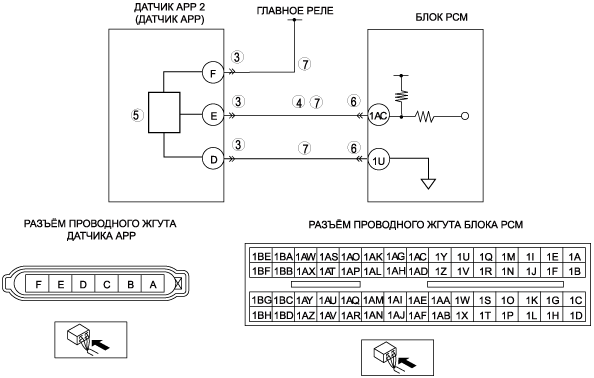 ДАТЧИК APP 2
(ДАТЧИК APP)
ГЛАВНОЕ РЕЛЕ
БЛОК PCM
3
F
7
3
4 7 6
5
E
1AC
3
7
6
D
1U
РАЗЪЁМ ПРОВОДНОГО ЖГУТА
ДАТЧИКА APP
F E D C B A
РАЗЪЁМ ПРОВОДНОГО ЖГУТА БЛОКА PCM
1BE 1BA 1AW 1AS 1AO 1AK 1AG 1AC 1Y 1U 1Q 1M 1I 1E 1A
1BF 1BB 1AX 1AT 1AP 1AL 1AH 1AD 1Z 1V 1R 1N 1J 1F 1B
1BG 1BC 1AY 1AU 1AQ 1AM 1AI 1AE 1AA 1W 1S 1O 1K 1G 1C
1BH 1BD 1AZ 1AV 1AR 1AN 1AJ 1AF 1AB 1X 1T 1P 1L 1H 1D